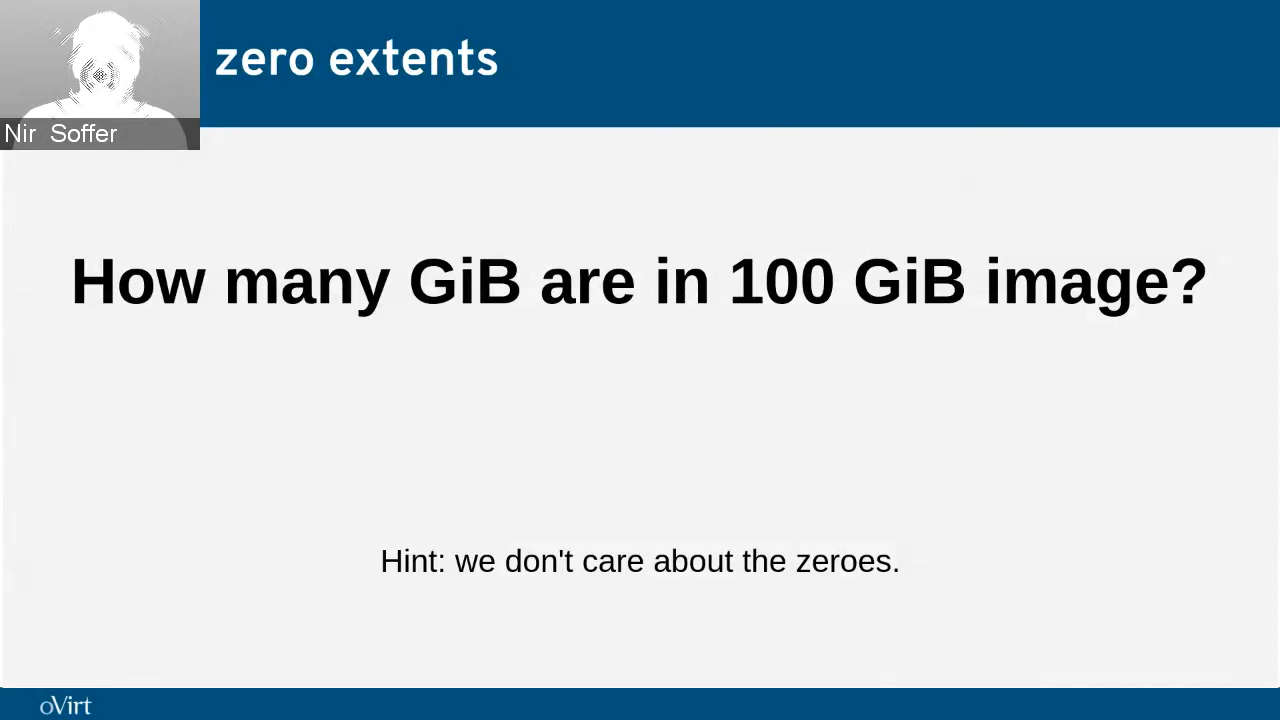 zero extents
Nir Soffer
How many GiB are in 100 GiB image?
Hint: we don't care about the zeroes.
oVirt